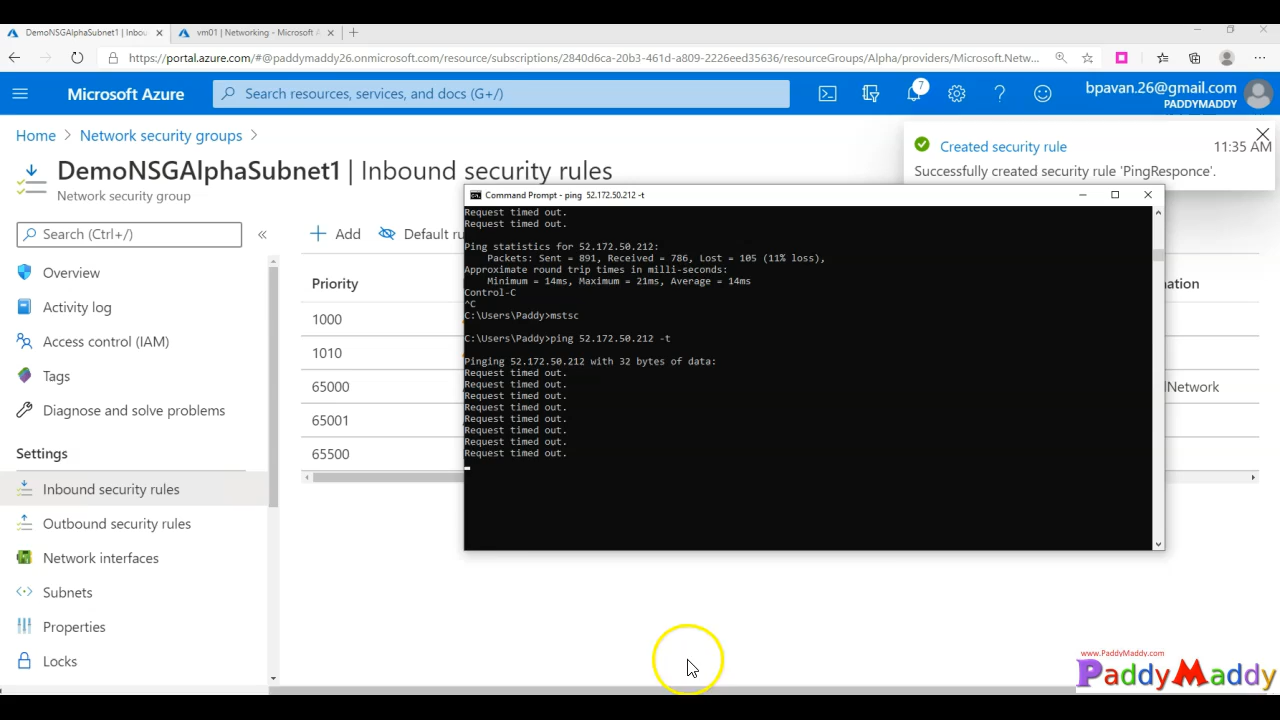 DemoNSGAlphaSubnet1 | Inbou
vm01 | Networking - Microsoft A
https://portal.azure.com/#@paddymaddy26.onmicrosoft.com/resource/subscriptions/2840d6ca-20b3-461d-a809-2226eed35636/resourceGroups/Alpha/providers/Microsoft.Netw...
Microsoft Azure
Search resources, services, and docs (G+/)
7
bpavan.26@gmail.com
PADDYMADDY
Home > Network security groups >
Created security rule
11:35 AM
Successfully created security rule 'PingResponce'.
DemoNSGAlphaSubnet1 | Inbound security rules
Network security group
Search (Ctrl+/)
Add
Default ru
Overview
Activity log
Access control (IAM)
Tags
Diagnose and solve problems
Settings
Inbound security rules
Outbound security rules
Network interfaces
Subnets
Properties
Locks
Priority
ation
1000
1010
65000
lNetwork
65001
65500
Command Prompt - ping 52.172.50.212 -t
Request timed out.
Request timed out.
Ping statistics for 52.172.50.212:
Packets: Sent = 891, Received = 786, Lost = 105 (11% loss),
Approximate round trip times in milli-seconds:
Minimum = 14ms, Maximum = 21ms, Average = 14ms
Control-C
^C
C:\Users\Paddy>mstsc
C:\Users\Paddy>ping 52.172.50.212 -t
Pinging 52.172.50.212 with 32 bytes of data:
Request timed out.
Request timed out.
Request timed out.
Request timed out.
Request timed out.
Request timed out.
Request timed out.
Request timed out.
www.PaddyMaddy.com
PaddyMaddy